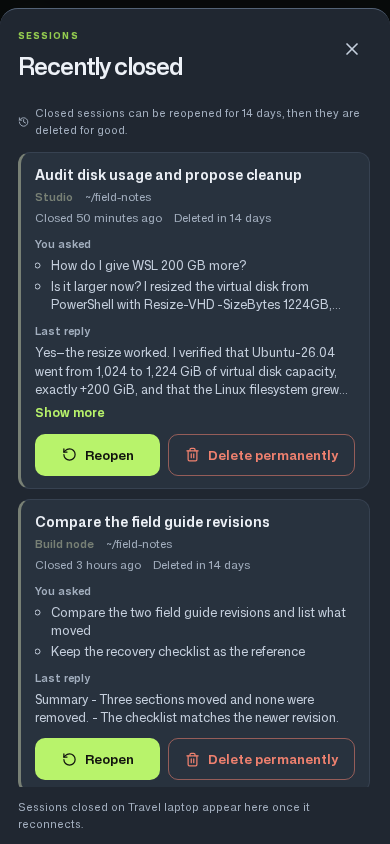 SESSIONS
Recently closed
Closed sessions can be reopened for 14 days, then they are
deleted for good.
Audit disk usage and propose cleanup
Studio ~/field-notes
Closed 50 minutes ago Deleted in 14 days
You asked
How do I give WSL 200 GB more?
Is it larger now? I resized the virtual disk from
PowerShell with Resize-VHD -SizeBytes 1224GB,...
Last reply
Yes—the resize worked. I verified that Ubuntu-26.04
went from 1,024 to 1,224 GiB of virtual disk capacity,
exactly +200 GiB, and that the Linux filesystem grew...
Show more
Reopen Delete permanently
Compare the field guide revisions
Build node ~/field-notes
Closed 3 hours ago Deleted in 14 days
You asked
Compare the two field guide revisions and list what
moved
Keep the recovery checklist as the reference
Last reply
Summary - Three sections moved and none were
removed. - The checklist matches the newer revision.
Reopen Delete permanently
Sessions closed on Travel laptop appear here once it
reconnects.